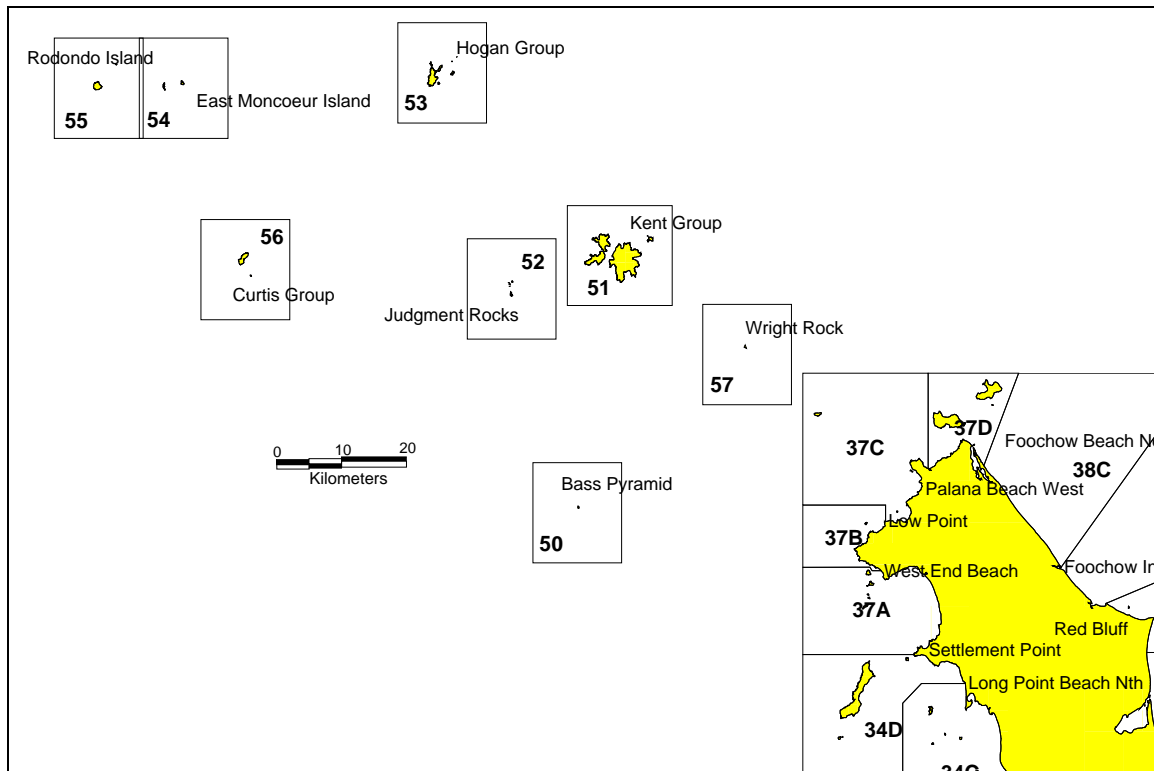 Hogan Group
Rodondo Island
East Moncoeur Island
53
55
54
Kent Group
56
52
51
Curtis Group
Judgment Rocks
Wright Rock
57
37D
0 10 20
Kilometers
37C
Foochow Beach N
38C
Bass Pyramid
Palana Beach West
Low Point
37B
50
West End Beach
Foochow In
37A
Red Bluff
Settlement Point
Long Point Beach Nth
34D